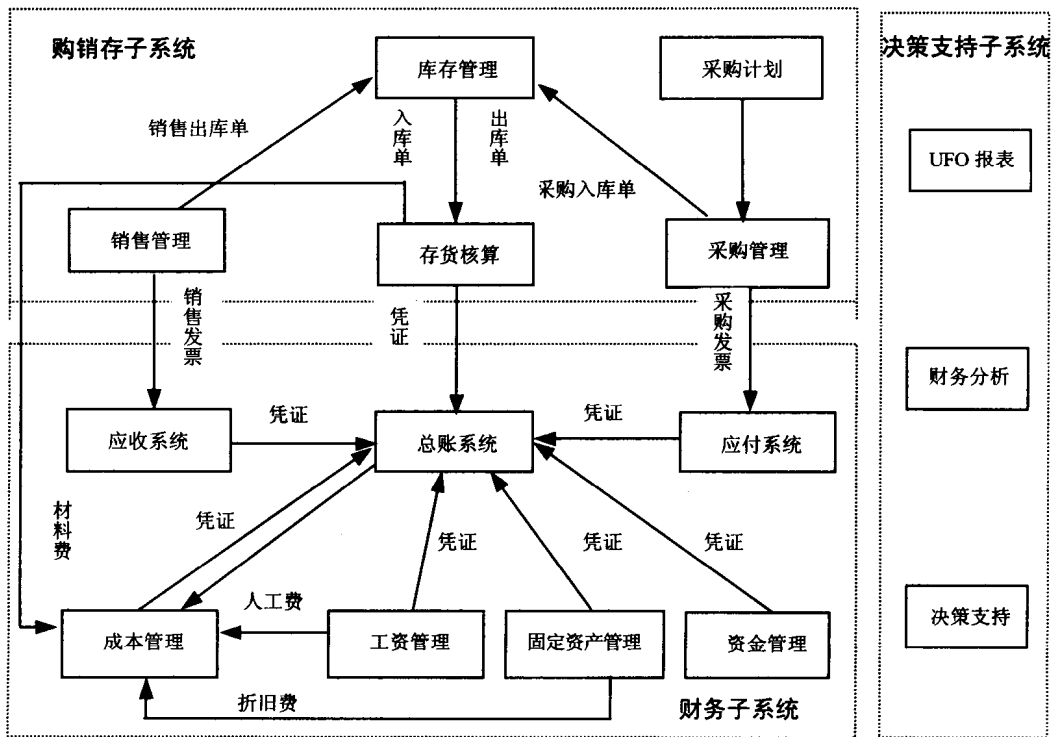 购销存子系统
决策支持子系统
库存管理
采购计划
销售出库单
入库单
出库单
采购入库单
UFO 报表
销售管理
存货核算
采购管理
销售发票
凭证
采购发票
财务分析
应收系统
凭证
总账系统
凭证
应付系统
材料费
凭证
凭证
凭证
凭证
人工费
成本管理
工资管理
固定资产管理
资金管理
决策支持
折旧费
财务子系统